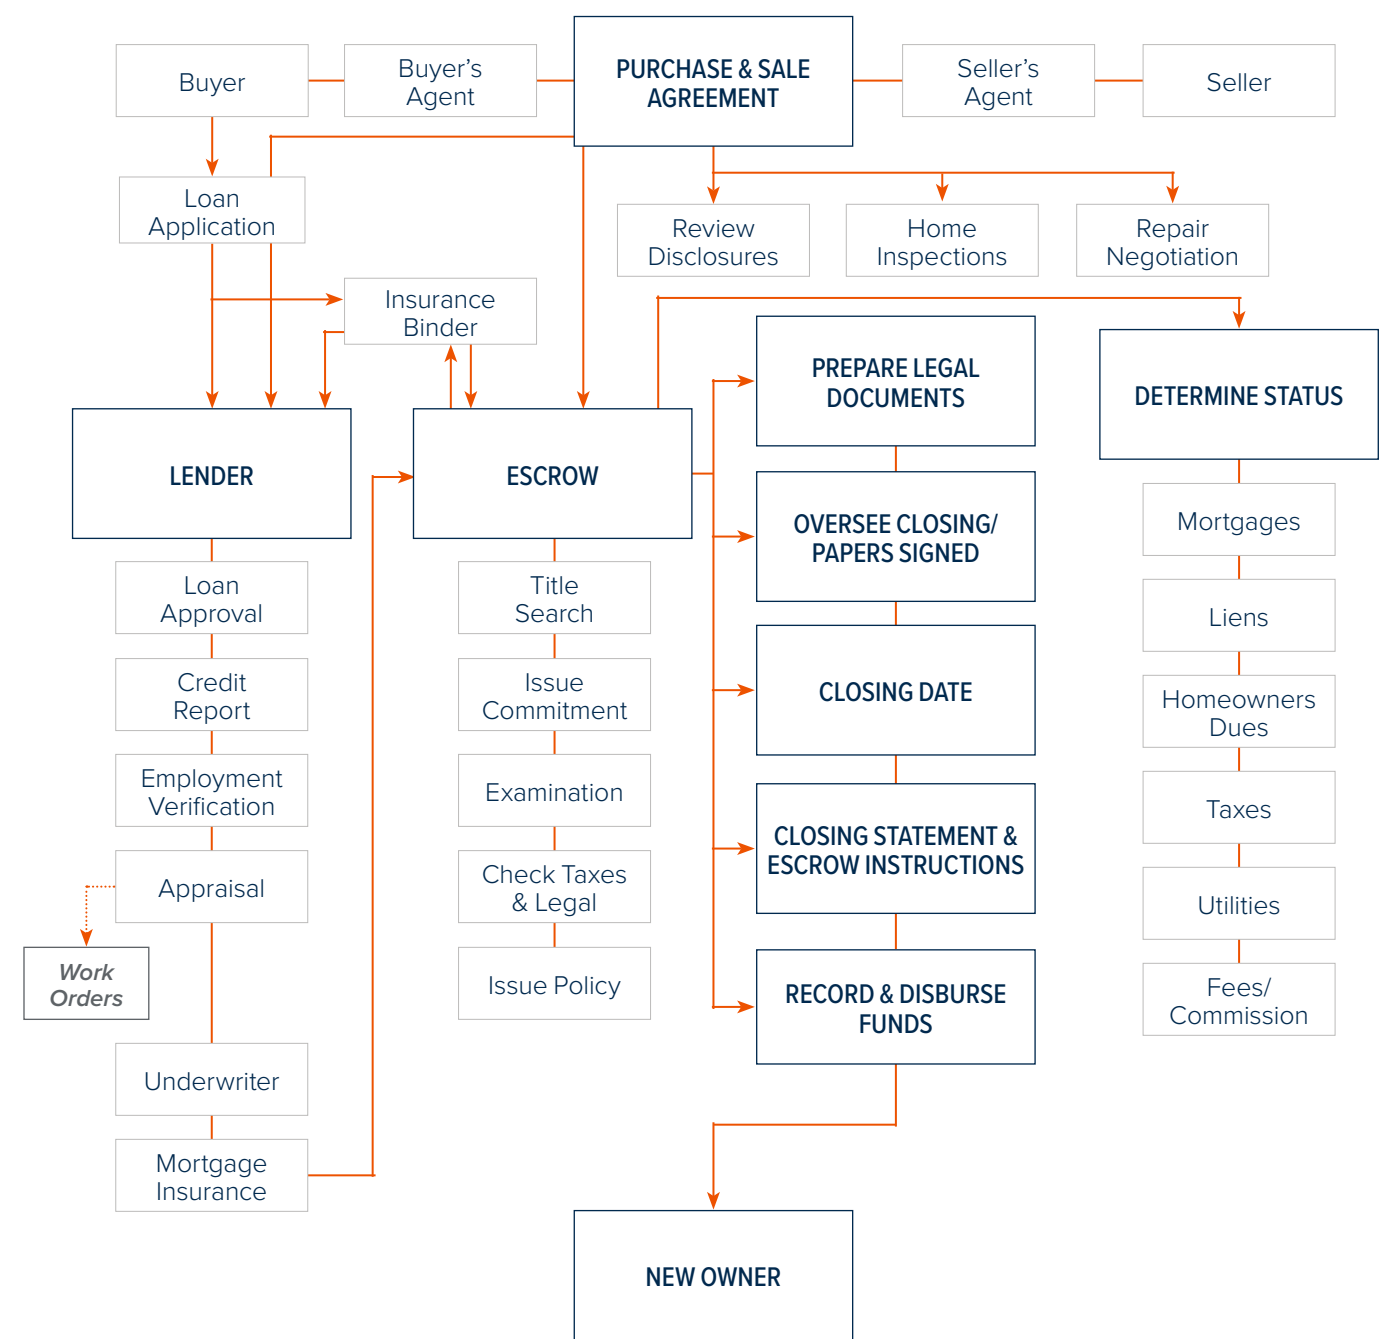 Buyer
Buyer's
Agent
PURCHASE & SALE
AGREEMENT
Seller's
Agent
Seller
Loan
Application
Review
Disclosures
Home
Inspections
Repair
Negotiation
Insurance
Binder
LENDER
ESCROW
PREPARE LEGAL
DOCUMENTS
DETERMINE STATUS
OVERSEE CLOSING/
PAPERS SIGNED
CLOSING DATE
CLOSING STATEMENT &
ESCROW INSTRUCTIONS
RECORD & DISBURSE
FUNDS
Loan
Approval
Credit
Report
Employment
Verification
Appraisal
Work
Orders
Underwriter
Mortgage
Insurance
Title
Search
Issue
Commitment
Examination
Check Taxes
& Legal
Issue Policy
Mortgages
Liens
Homeowners
Dues
Taxes
Utilities
Fees/
Commission
NEW OWNER